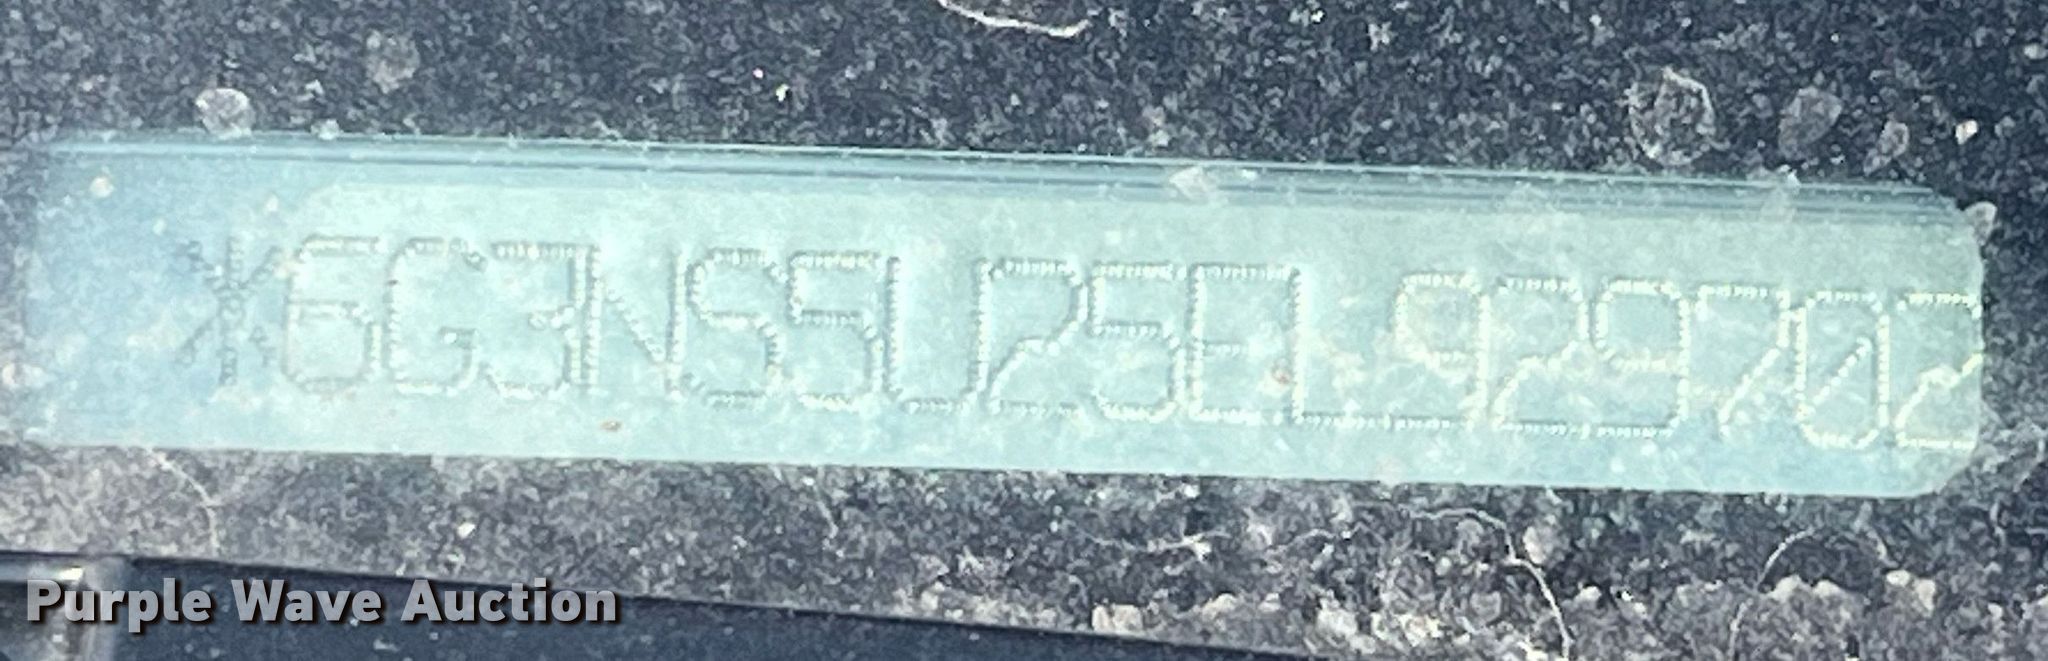 *6G3NS5U25EL929702
Purple Wave Auction